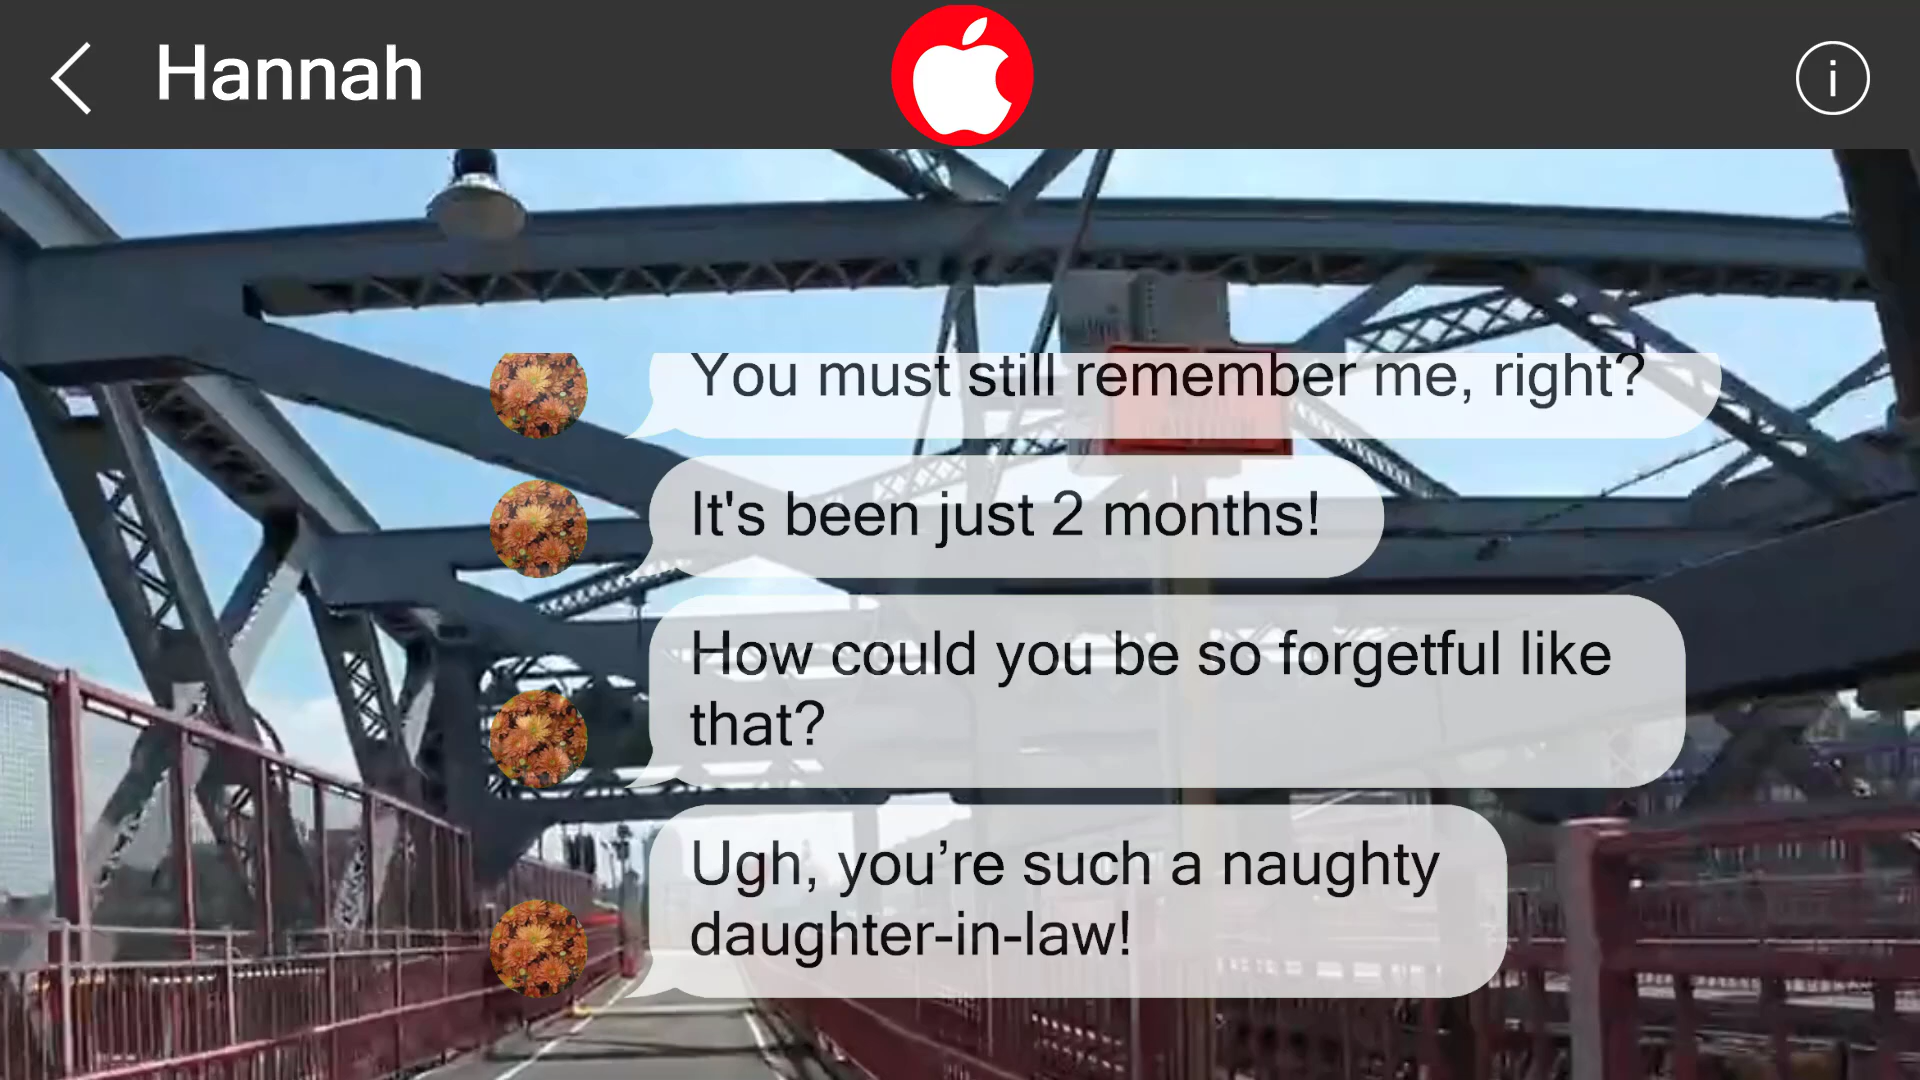 Hannah
You must still remember me, right?
It's been just 2 months!
How could you be so forgetful like
that?
Ugh, you’re such a naughty
daughter-in-law!